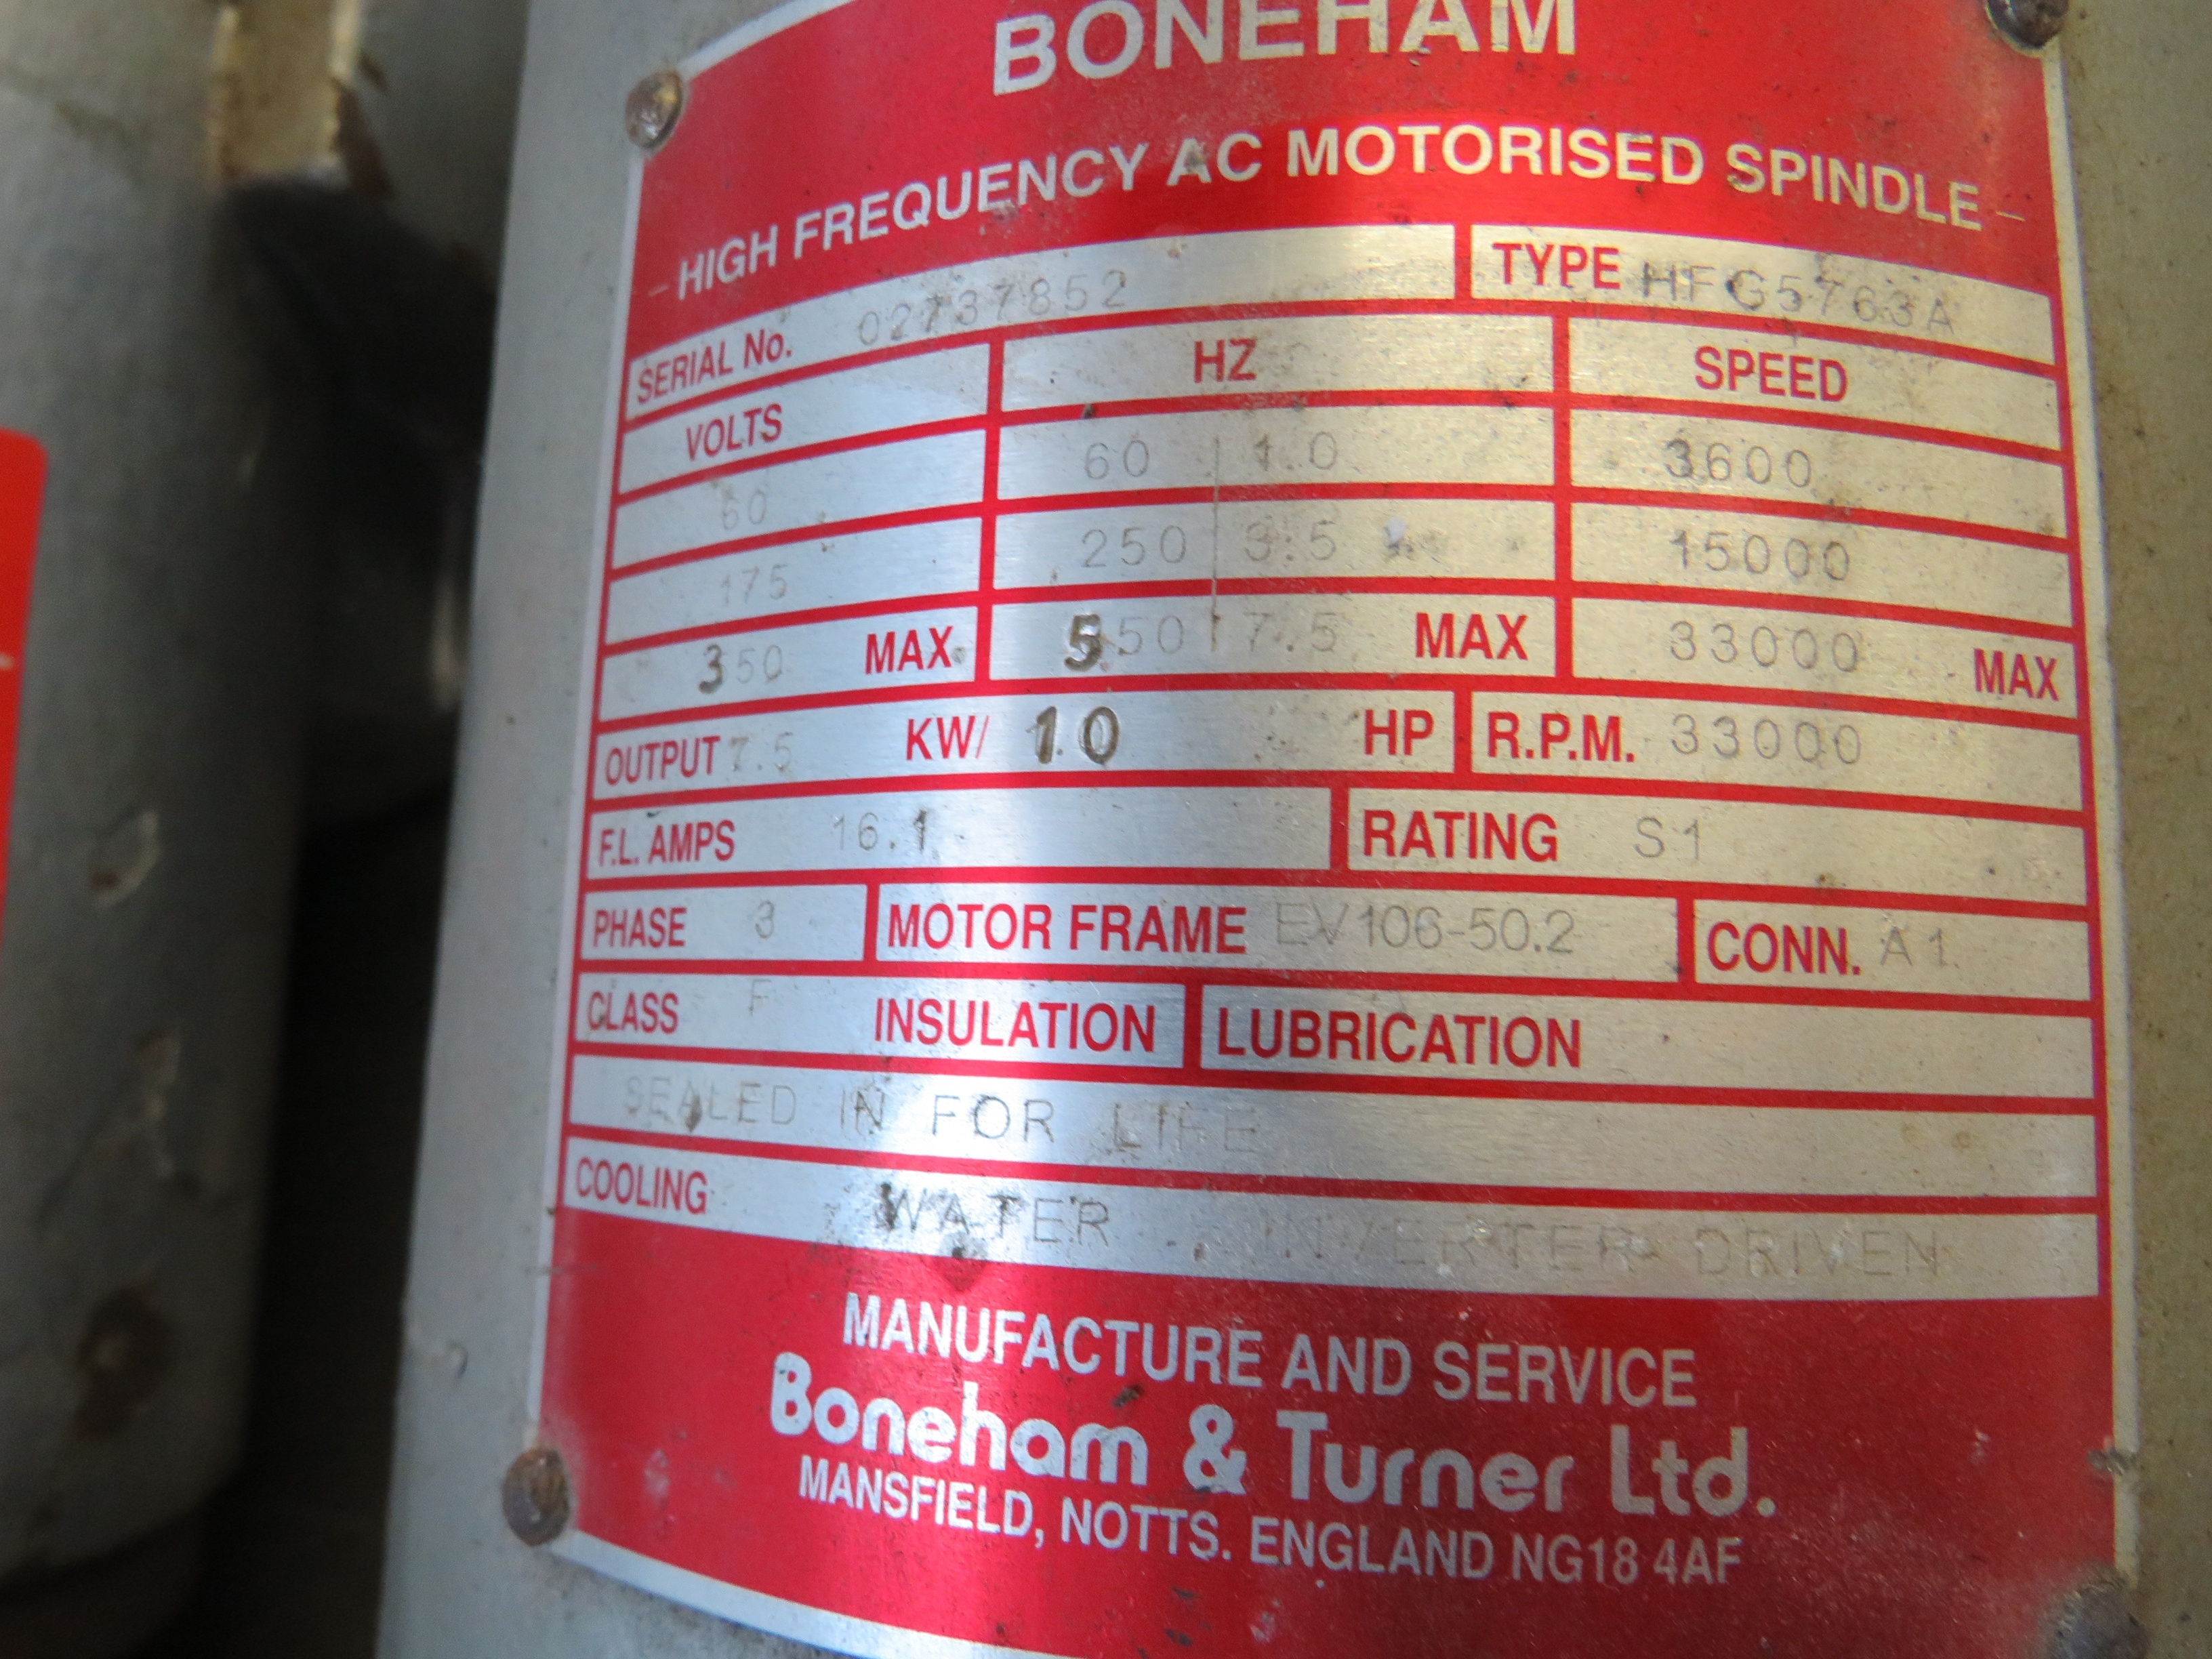 BONEHAM
- HIGH FREQUENCY AC MOTORISED SPINDLE -
SERIAL No. 02737852 TYPE HFG5763A
VOLTS HZ SPEED
60 60 1.0 3600
175 250 3.5 15000
350 MAX. 550 7.5 MAX 33000 MAX
OUTPUT 7.5 KW/ 10 HP R.P.M. 33000
F.L. AMPS 16.1 RATING S1
PHASE 3 MOTOR FRAME EV106-50.2 CONN. A1
CLASS F INSULATION LUBRICATION
SEALED IN FOR LIFE
COOLING WATER INVERTER DRIVEN
MANUFACTURE AND SERVICE
Boneham & Turner Ltd.
MANSFIELD, NOTTS. ENGLAND NG18 4AF